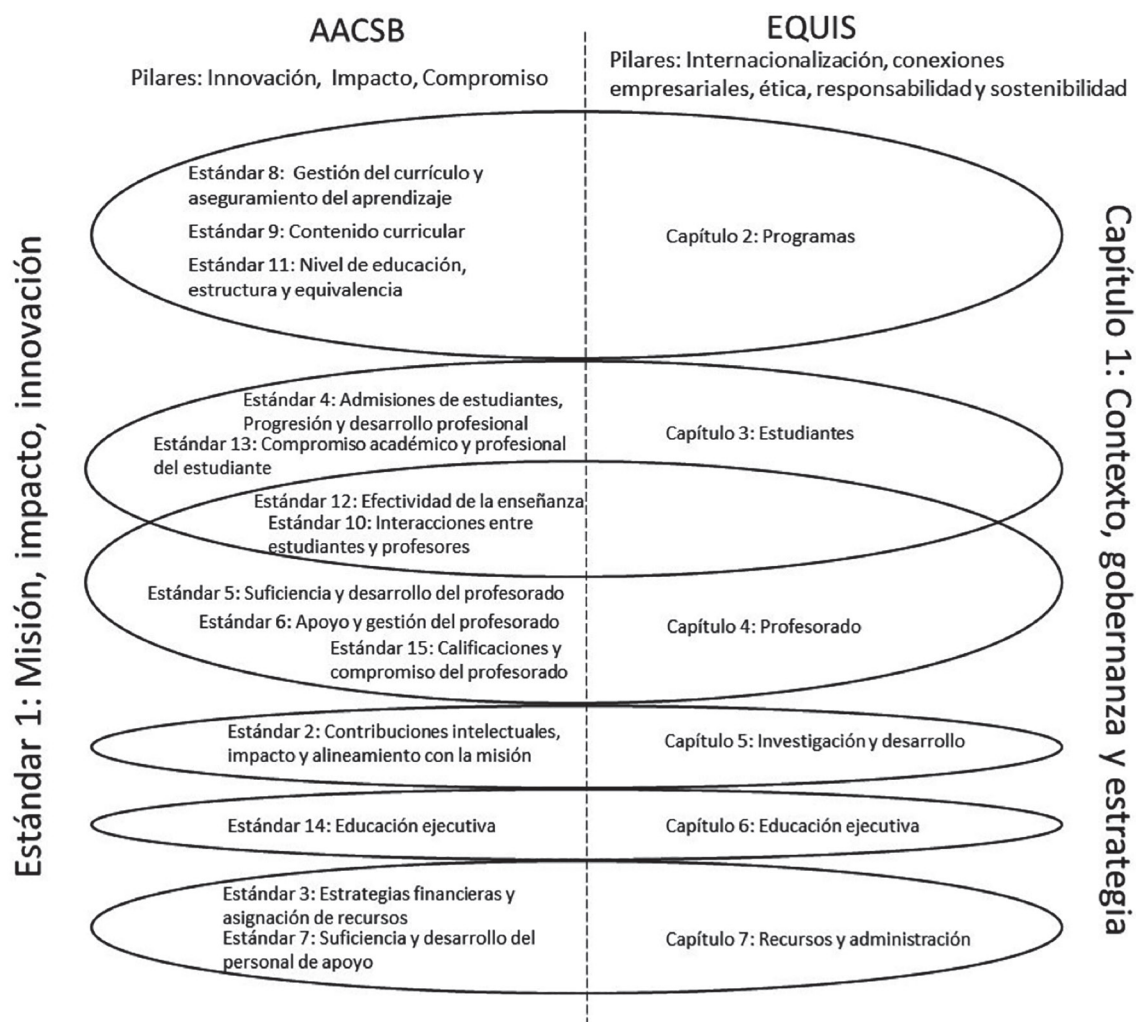 AACSB
Pilares: Innovación, Impacto, Compromiso
EQUIS
Pilares: Internacionalización, conexiones
empresariales, ética, responsabilidad y sostenibilidad
Estándar 1: Misión, impacto, innovación
Estándar 8: Gestión del currículo y
aseguramiento del aprendizaje
Estándar 9: Contenido curricular
Estándar 11: Nivel de educación,
estructura y equivalencia
Capítulo 2: Programas
Estándar 4: Admisiones de estudiantes,
Progresión y desarrollo profesional
Estándar 13: Compromiso académico y profesional
del estudiante
Capítulo 3: Estudiantes
Estándar 12: Efectividad de la enseñanza
Estándar 10: Interacciones entre
estudiantes y profesores
Estándar 5: Suficiencia y desarrollo del profesorado
Estándar 6: Apoyo y gestión del profesorado
Estándar 15: Calificaciones y
compromiso del profesorado
Capítulo 4: Profesorado
Estándar 2: Contribuciones intelectuales,
impacto y alineamiento con la misión
Capítulo 5: Investigación y desarrollo
Estándar 14: Educación ejecutiva
Capítulo 6: Educación ejecutiva
Estándar 3: Estrategias financieras y
asignación de recursos
Estándar 7: Suficiencia y desarrollo del
personal de apoyo
Capítulo 7: Recursos y administración
Capítulo 1: Contexto, gobernanza y estrategia